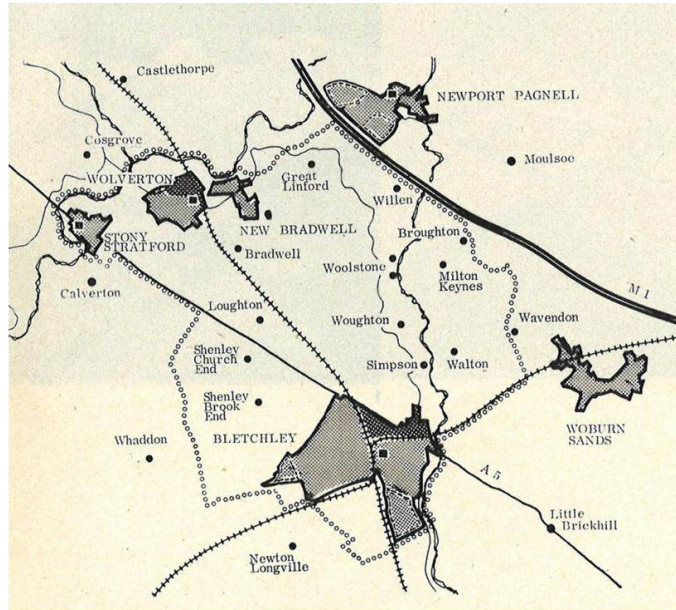 Castlethorpe
NEWPORT PAGNELL
Cosgrove
Moulsoe
WOLVERTON
Great
Linford
Willen
STONY
STRATFORD
NEW BRADWELL
Broughton
Bradwell
Woolstone
Milton
Keynes
Calverton
M1
Loughton
Woughton
Wavendon
Shenley
Church
End
Simpson
Walton
Shenley
Brook
End
WOBURN
SANDS
Whaddon
BLETCHLEY
A5
Little
Brickhill
Newton
Longville